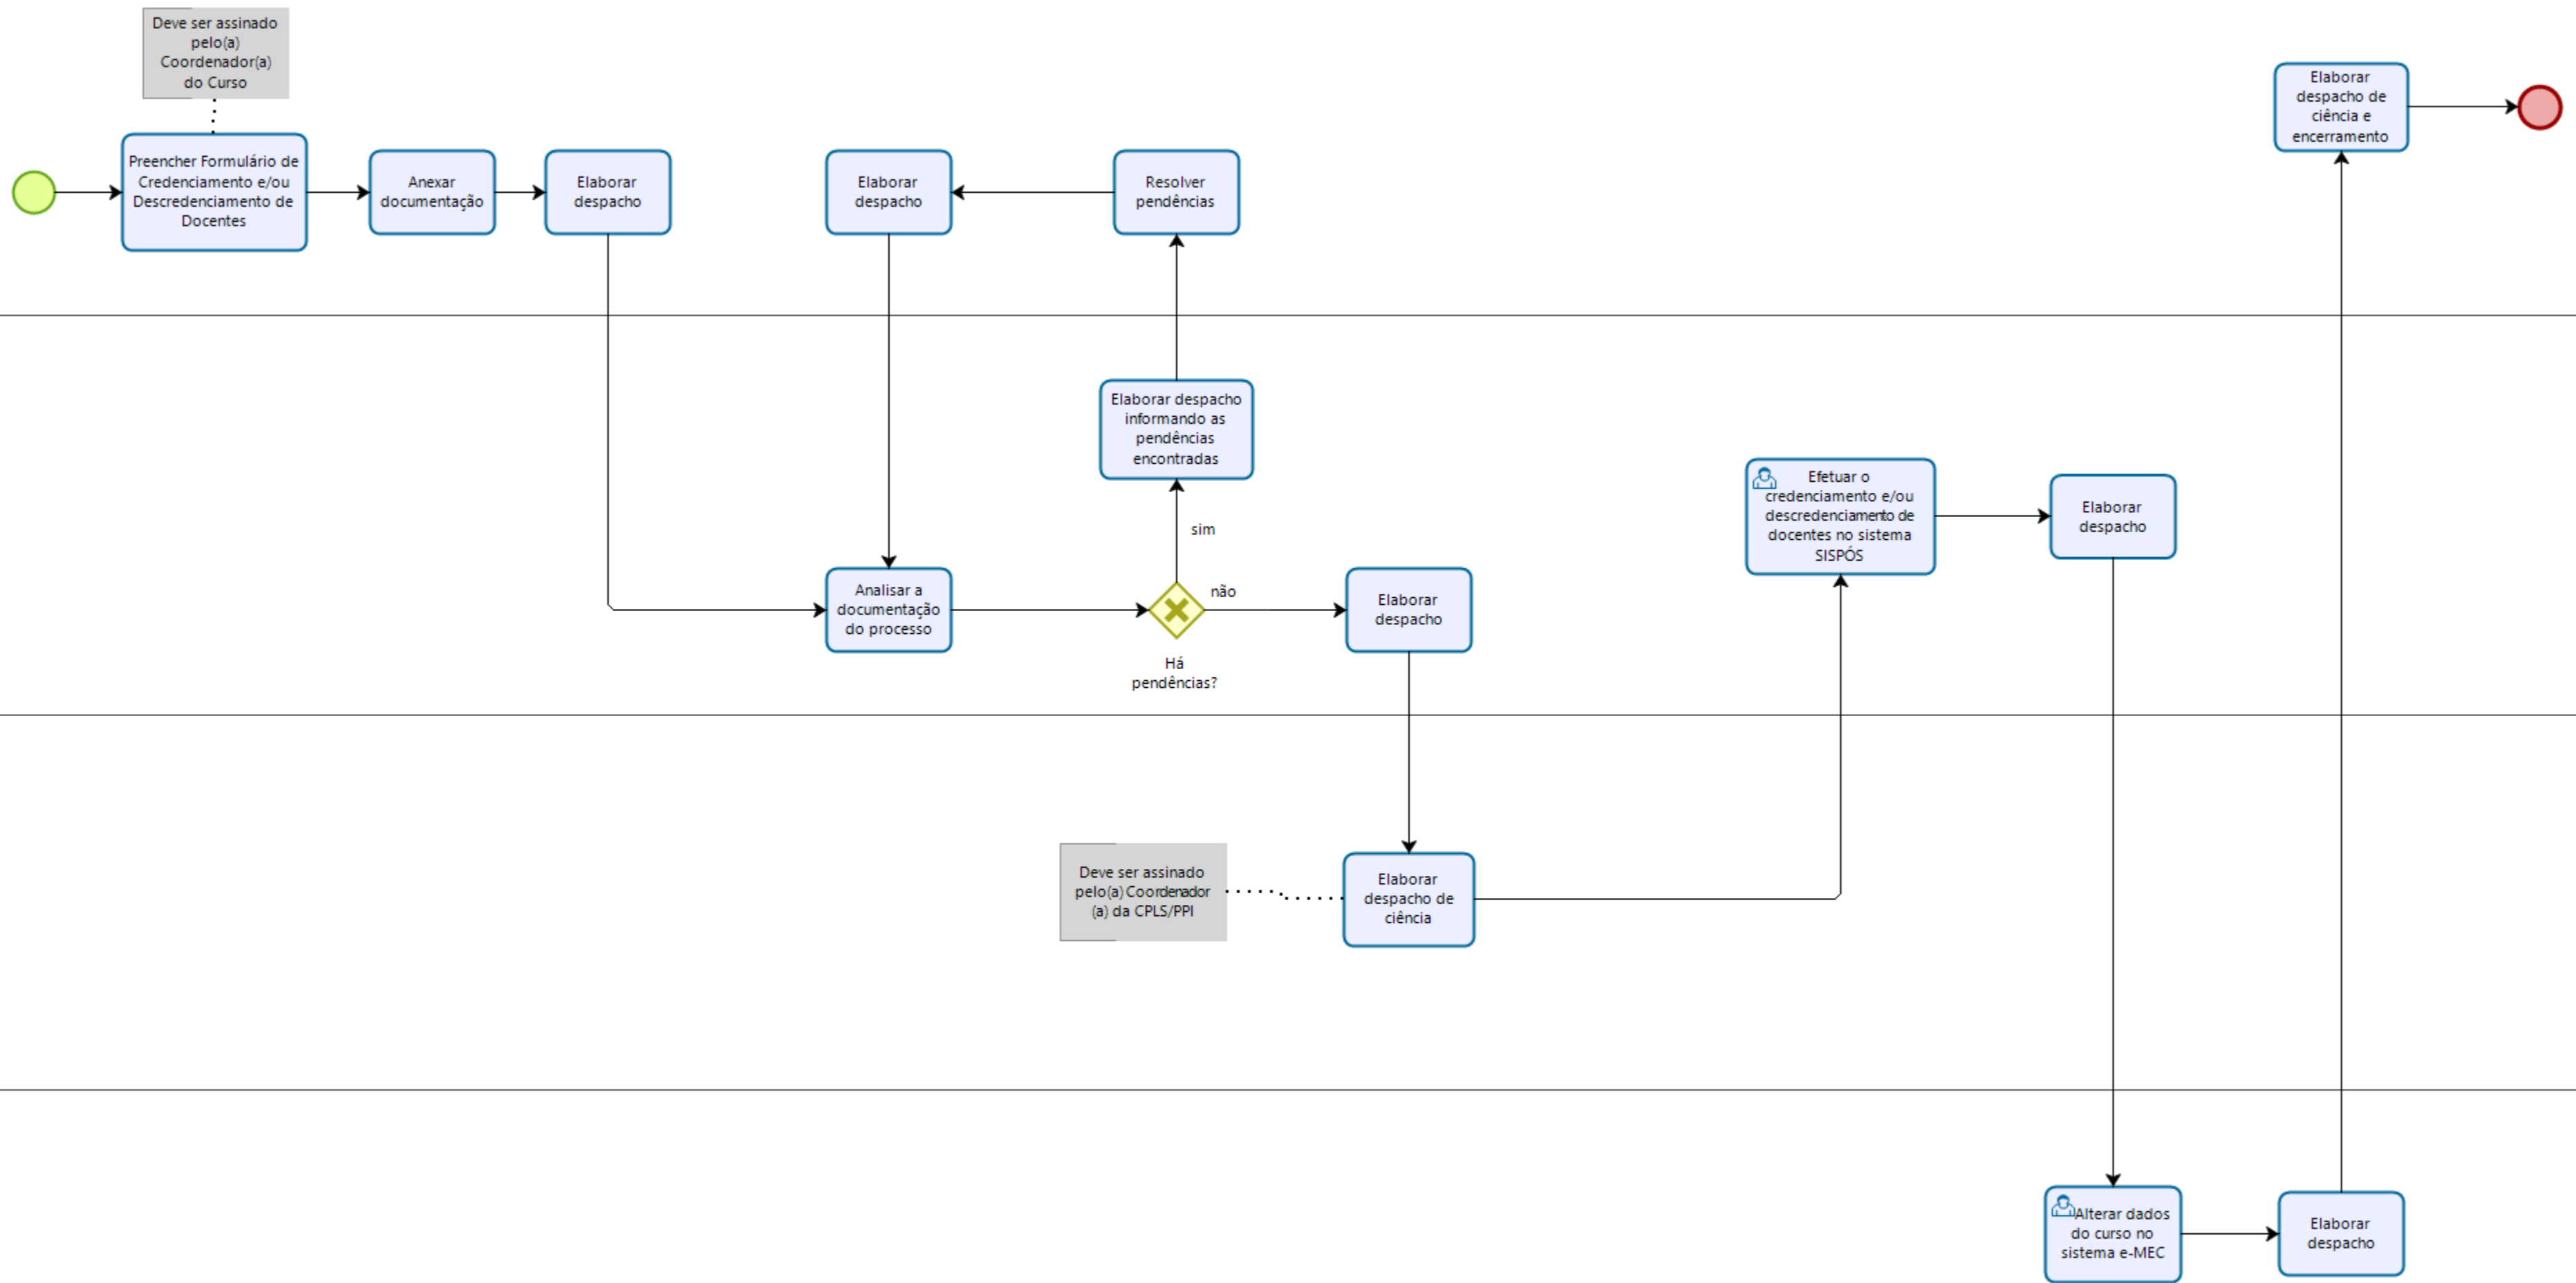 Deve ser assinado
pelo(a)
Coordenador(a)
do Curso
Preencher Formulário de
Credenciamento e/ou
Descredenciamento de
Docentes
Anexar
documentação
Elaborar
despacho
Elaborar
despacho
Resolver
pendências
Elaborar
despacho de
ciência e
encerramento
Elaborar despacho
informando as
pendências
encontradas
sim
não
Analisar a
documentação
do processo
Há
pendências?
Elaborar
despacho
Efetuar o
credenciamento e/ou
descredenciamento de
docentes no sistema
SISPÓS
Elaborar
despacho
Deve ser assinado
pelo(a) Coordenador
(a) da CPLS/PPI
Elaborar
despacho de
ciência
Alterar dados
do curso no
sistema e-MEC
Elaborar
despacho